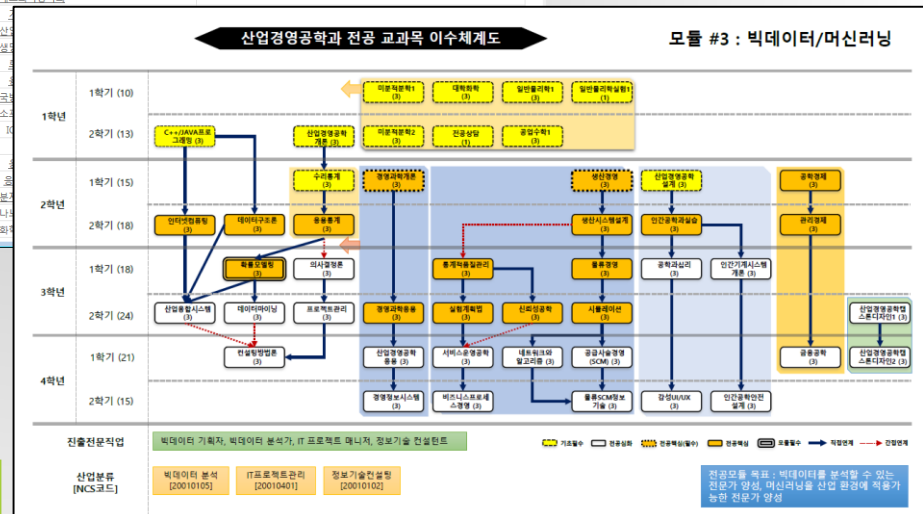 산업경영공학과 전공 교과목 이수체계도
모듈 #3 : 빅데이터/머신러닝
1학년
1학기 (10)
미분적분학1
(3)
대학화학
(3)
일반물리학1
(3)
일반물리학실험1
(1)
2학기 (13)
C++/JAVA프로
그래밍 (3)
산업경영공학
개론 (3)
미분적분학2
(3)
전공상담
(1)
공업수학1
(3)
2학년
1학기 (15)
수리통계
(3)
경영과학개론
(3)
생산경영
(3)
산업경영공학
설계 (3)
공학경제
(3)
2학기 (18)
인터넷컴퓨팅
(3)
데이터구조론
(3)
응용통계
(3)
생산시스템설계
(3)
인간공학과실습
(3)
관리경제
(3)
3학년
1학기 (18)
확률모델링
(3)
의사결정론
(3)
통계적품질관리
(3)
물류경영
(3)
공학과심리
(3)
인간기계시스템
개론 (3)
2학기 (24)
산업융합시스템
(3)
데이터마이닝
(3)
프로젝트관리
(3)
경영과학응용
(3)
실험계획법
(3)
신뢰성공학
(3)
시뮬레이션
(3)
산업경영공학캡
스톤디자인1 (3)
4학년
1학기 (21)
컨설팅방법론
(3)
산업경영공학
응용 (3)
서비스운영공학
(3)
네트워크와
알고리즘 (3)
공급사슬경영
(SCM) (3)
금융공학
(3)
산업경영공학캡
스톤디자인2 (3)
2학기 (15)
경영정보시스템
(3)
비즈니스프로세
스경영 (3)
물류SCM정보
기술 (3)
감성UI/UX
(3)
인간공학안전
설계 (3)
진출전문직업
빅데이터 기획자, 빅데이터 분석가, IT 프로젝트 매니저, 정보기술 컨설턴트
기초필수
전공심화
전공핵심(필수)
전공핵심
모듈필수
직접연계
간접연계
산업분류
[NCS코드]
빅데이터 분석
[20010105]
IT프로젝트관리
[20010401]
정보기술컨설팅
[20010102]
전공모듈 목표 : 빅데이터를 분석할 수 있는
전문가 양성, 머신러닝을 산업 환경에 적용가
능한 전문가 양성